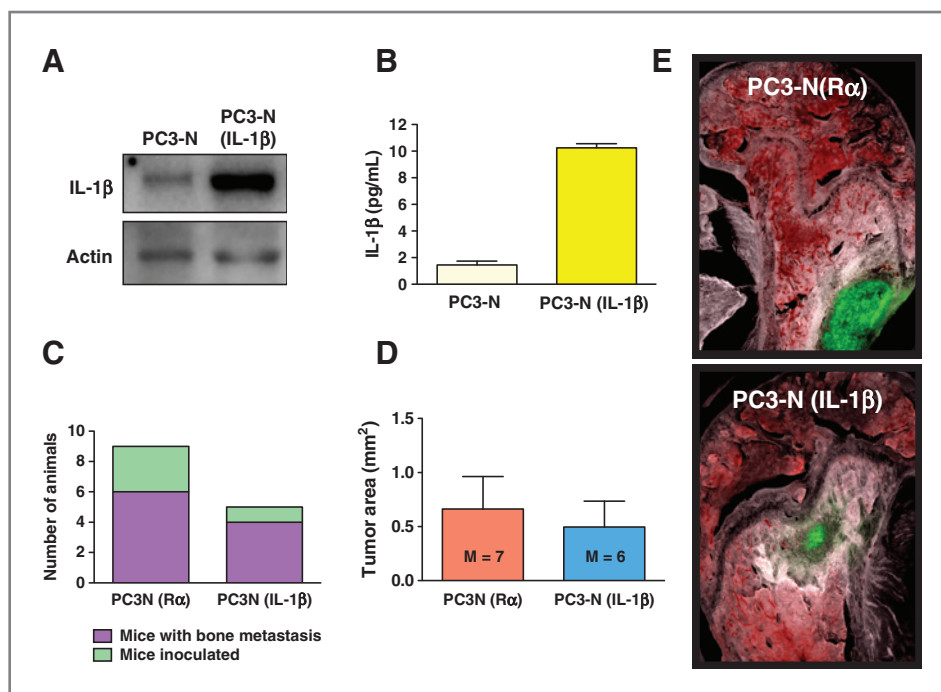 A
PC3-N
PC3-N
(IL-1β)
IL-1β
Actin
B
IL-1β (pg/mL)
12
10
8
6
4
2
0
PC3-N
PC3-N (IL-1β)
C
Number of animals
10
8
6
4
2
0
PC3N (Rα)
PC3N (IL-1β)
Mice with bone metastasis
Mice inoculated
D
Tumor area (mm²)
1.5
1.0
0.5
0.0
M = 7
M = 6
PC3N (Rα)
PC3-N (IL-1β)
E
PC3-N(Rα)
PC3-N (IL-1β)